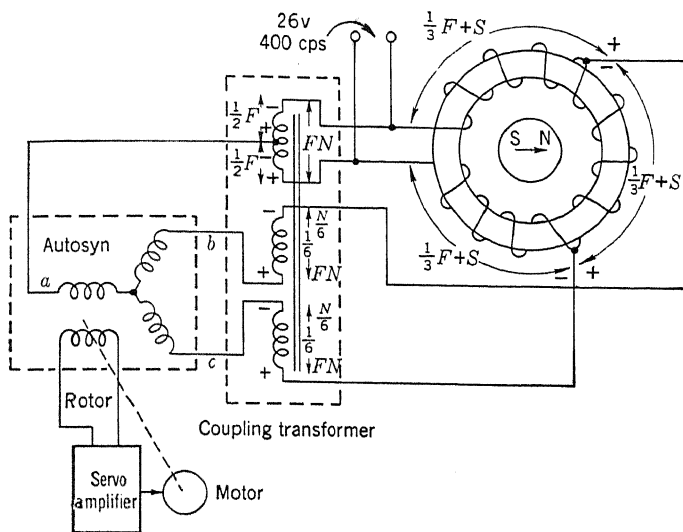 26v
400 cps
1/3 F+S
1/3 F+S
+
−
1/2 F
−
+
FN
1/2 F
−
+
S N
1/3 F+S
Autosyn
b
−
N/6
1/6
FN
+
1/3 F+S
− +
a
−
N/6
1/6
FN
+
c
Rotor
Coupling transformer
Servo
amplifier
Motor